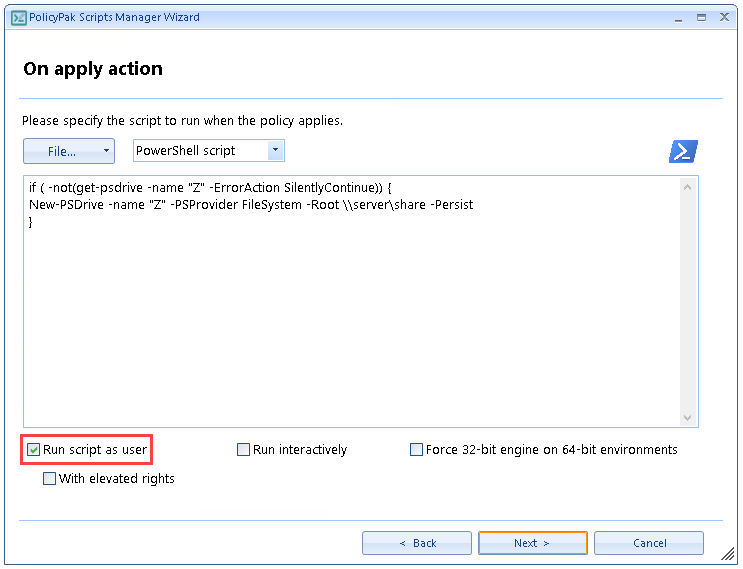 PolicyPak Scripts Manager Wizard
On apply action
Please specify the script to run when the policy applies.
File... PowerShell script
if ( -not(get-psdrive -name "Z" -ErrorAction SilentlyContinue)) {
New-PSDrive -name "Z" -PSProvider FileSystem -Root \\server\share -Persist
}
Run script as user Run interactively Force 32-bit engine on 64-bit environments
With elevated rights
< Back Next > Cancel